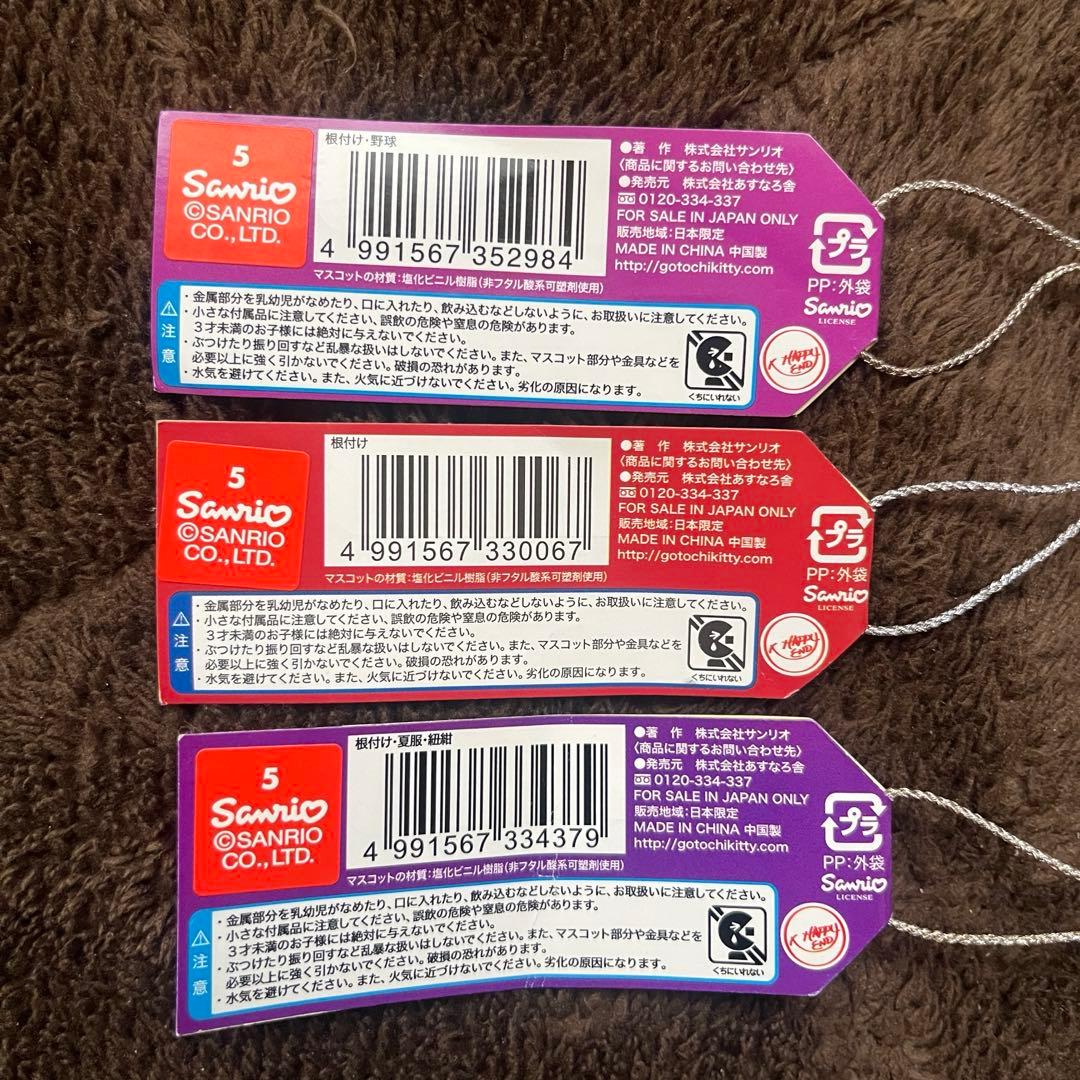 5
Sanrio
©SANRIO
CO.,LTD.
根付け・野球
4 991567 352984
マスコットの材質:塩化ビニル樹脂(非フタル酸系可塑剤使用)
●著 作 株式会社サンリオ
〈商品に関するお問い合わせ先〉
●発売元 株式会社あすなろ舎
0120-334-337
FOR SALE IN JAPAN ONLY
販売地域:日本限定
MADE IN CHINA 中国製
http://gotochikitty.com
プラ
PP:外袋
Sanrio
LICENSE
K HAPPY
END
注意
・金属部分を乳幼児がなめたり、口に入れたり、飲み込むなどしないように、お取扱いに注意してください。
・小さな付属品に注意してください、誤飲の危険や窒息の危険があります。
3才未満のお子様には絶対に与えないでください。
・ぶつけたり振り回すなど乱暴な扱いはしないでください。また、マスコット部分や金具などを
必要以上に強く引かないでください。破損の恐れがあります。
・水気を避けてください。また、火気に近づけないでください。劣化の原因になります。
くちにいれない
5
Sanrio
©SANRIO
CO.,LTD.
根付け
4 991567 330067
マスコットの材質:塩化ビニル樹脂(非フタル酸系可塑剤使用)
●著 作 株式会社サンリオ
〈商品に関するお問い合わせ先〉
●発売元 株式会社あすなろ舎
0120-334-337
FOR SALE IN JAPAN ONLY
販売地域:日本限定
MADE IN CHINA 中国製
http://gotochikitty.com
プラ
PP:外袋
Sanrio
LICENSE
K HAPPY
END
注意
・金属部分を乳幼児がなめたり、口に入れたり、飲み込むなどしないように、お取扱いに注意してください。
・小さな付属品に注意してください、誤飲の危険や窒息の危険があります。
3才未満のお子様には絶対に与えないでください。
・ぶつけたり振り回すなど乱暴な扱いはしないでください。また、マスコット部分や金具などを
必要以上に強く引かないでください。破損の恐れがあります。
・水気を避けてください。また、火気に近づけないでください。劣化の原因になります。
くちにいれない
5
Sanrio
©SANRIO
CO.,LTD.
根付け・夏服・紐紺
4 991567 334379
マスコットの材質:塩化ビニル樹脂(非フタル酸系可塑剤使用)
●著 作 株式会社サンリオ
〈商品に関するお問い合わせ先〉
●発売元 株式会社あすなろ舎
0120-334-337
FOR SALE IN JAPAN ONLY
販売地域:日本限定
MADE IN CHINA 中国製
http://gotochikitty.com
プラ
PP:外袋
Sanrio
LICENSE
K HAPPY
END
注意
・金属部分を乳幼児がなめたり、口に入れたり、飲み込むなどしないように、お取扱いに注意してください。
・小さな付属品に注意してください、誤飲の危険や窒息の危険があります。
3才未満のお子様には絶対に与えないでください。
・ぶつけたり振り回すなど乱暴な扱いはしないでください。また、マスコット部分や金具などを
必要以上に強く引かないでください。破損の恐れがあります。
・水気を避けてください。また、火気に近づけないでください。劣化の原因になります。
くちにいれない